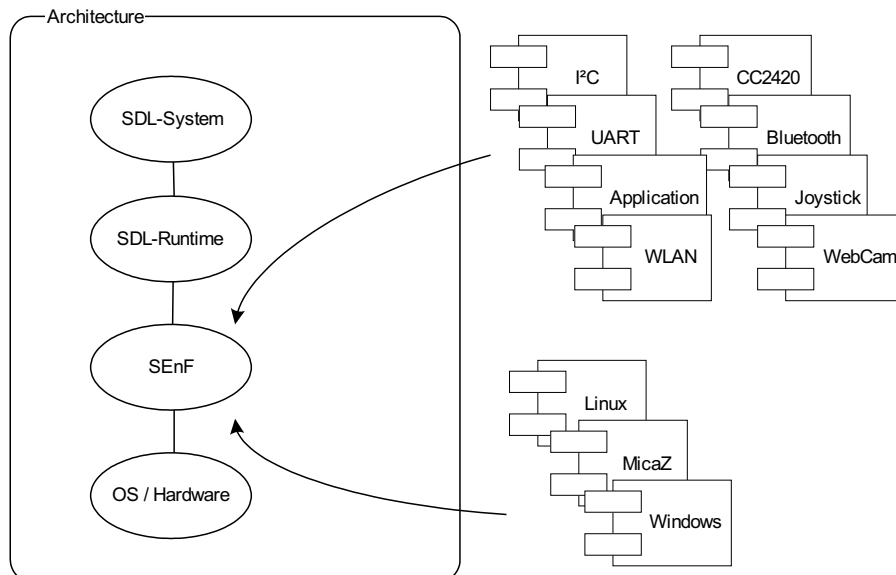 Architecture
SDL-System
SDL-Runtime
SEnF
OS / Hardware
I²C
UART
Application
WLAN
CC2420
Bluetooth
Joystick
WebCam
Linux
MicaZ
Windows